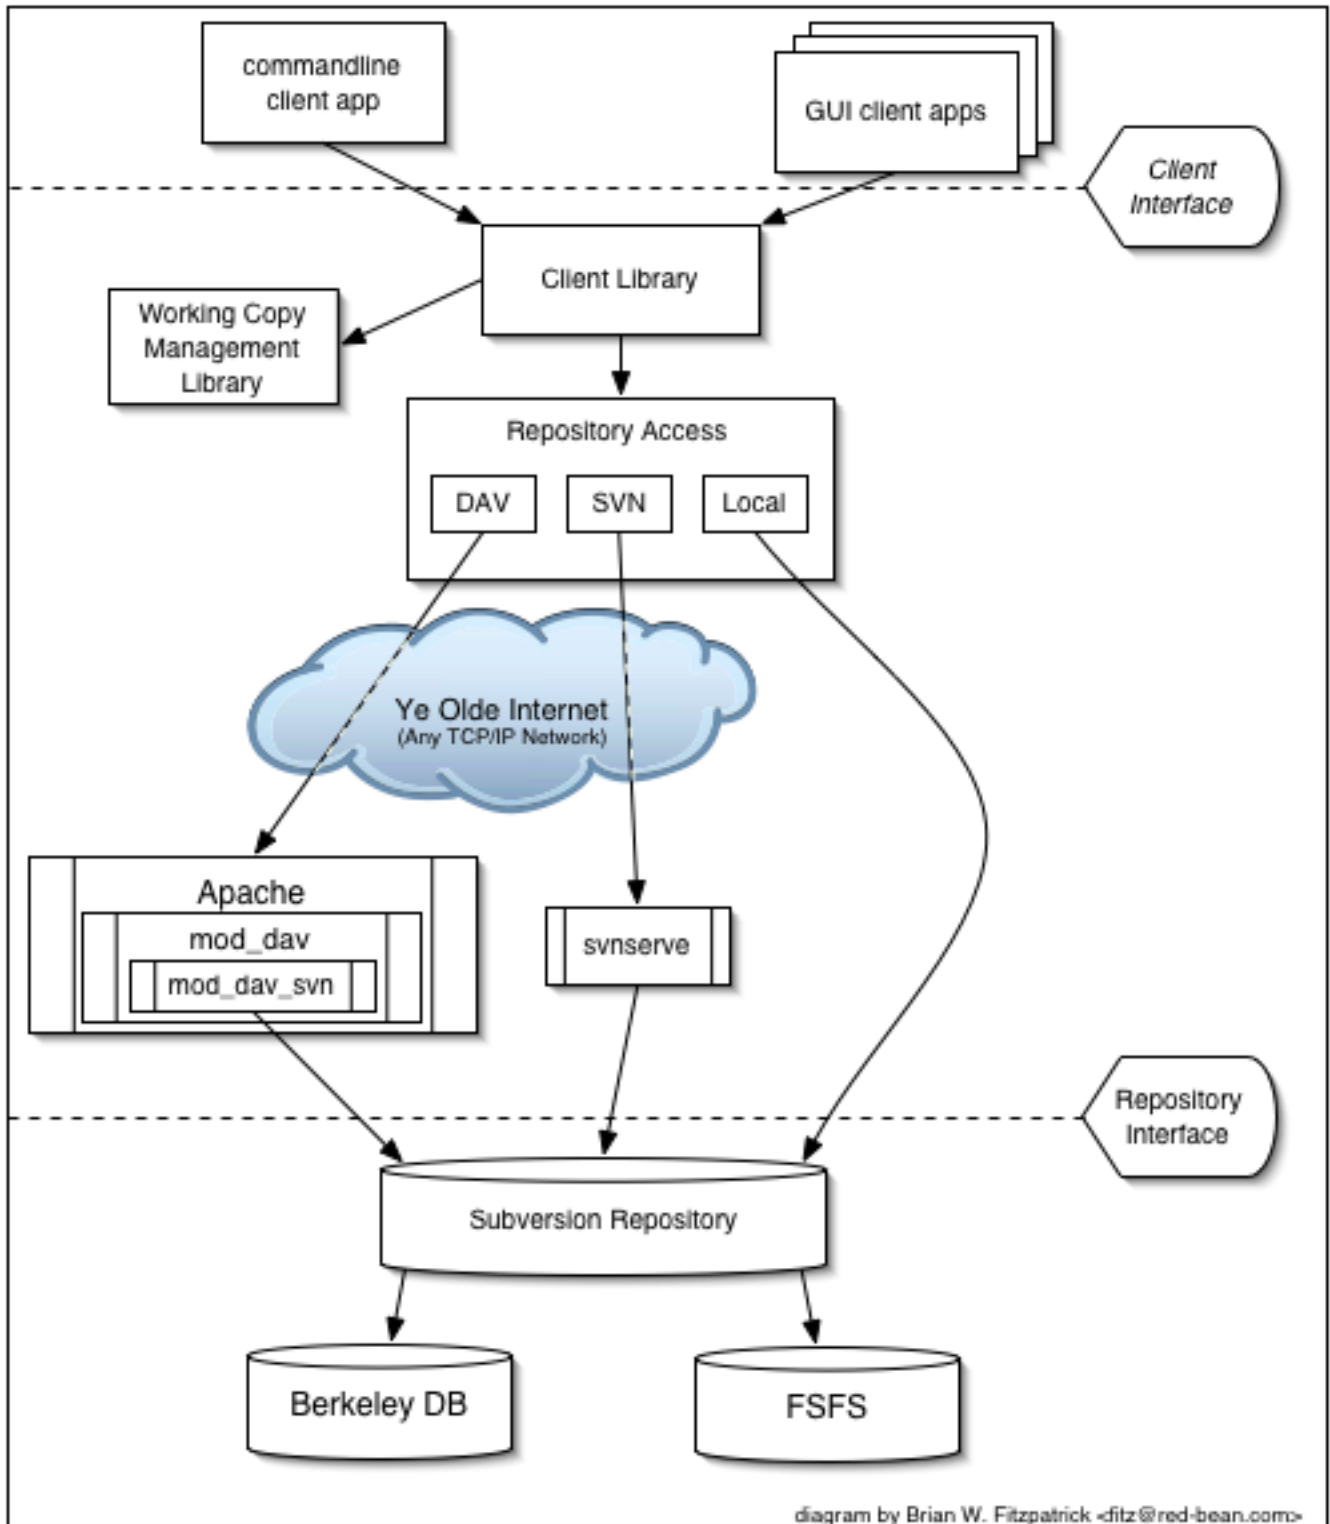 commandline
client app
GUI client apps
Client
Interface
Client Library
Working Copy
Management
Library
Repository Access
DAV
SVN
Local
Ye Olde Internet
(Any TCP/IP Network)
Apache
mod_dav
mod_dav_svn
svnserve
Repository
Interface
Subversion Repository
Berkeley DB
FSFS
diagram by Brian W. Fitzpatrick <fitz@red-bean.com>